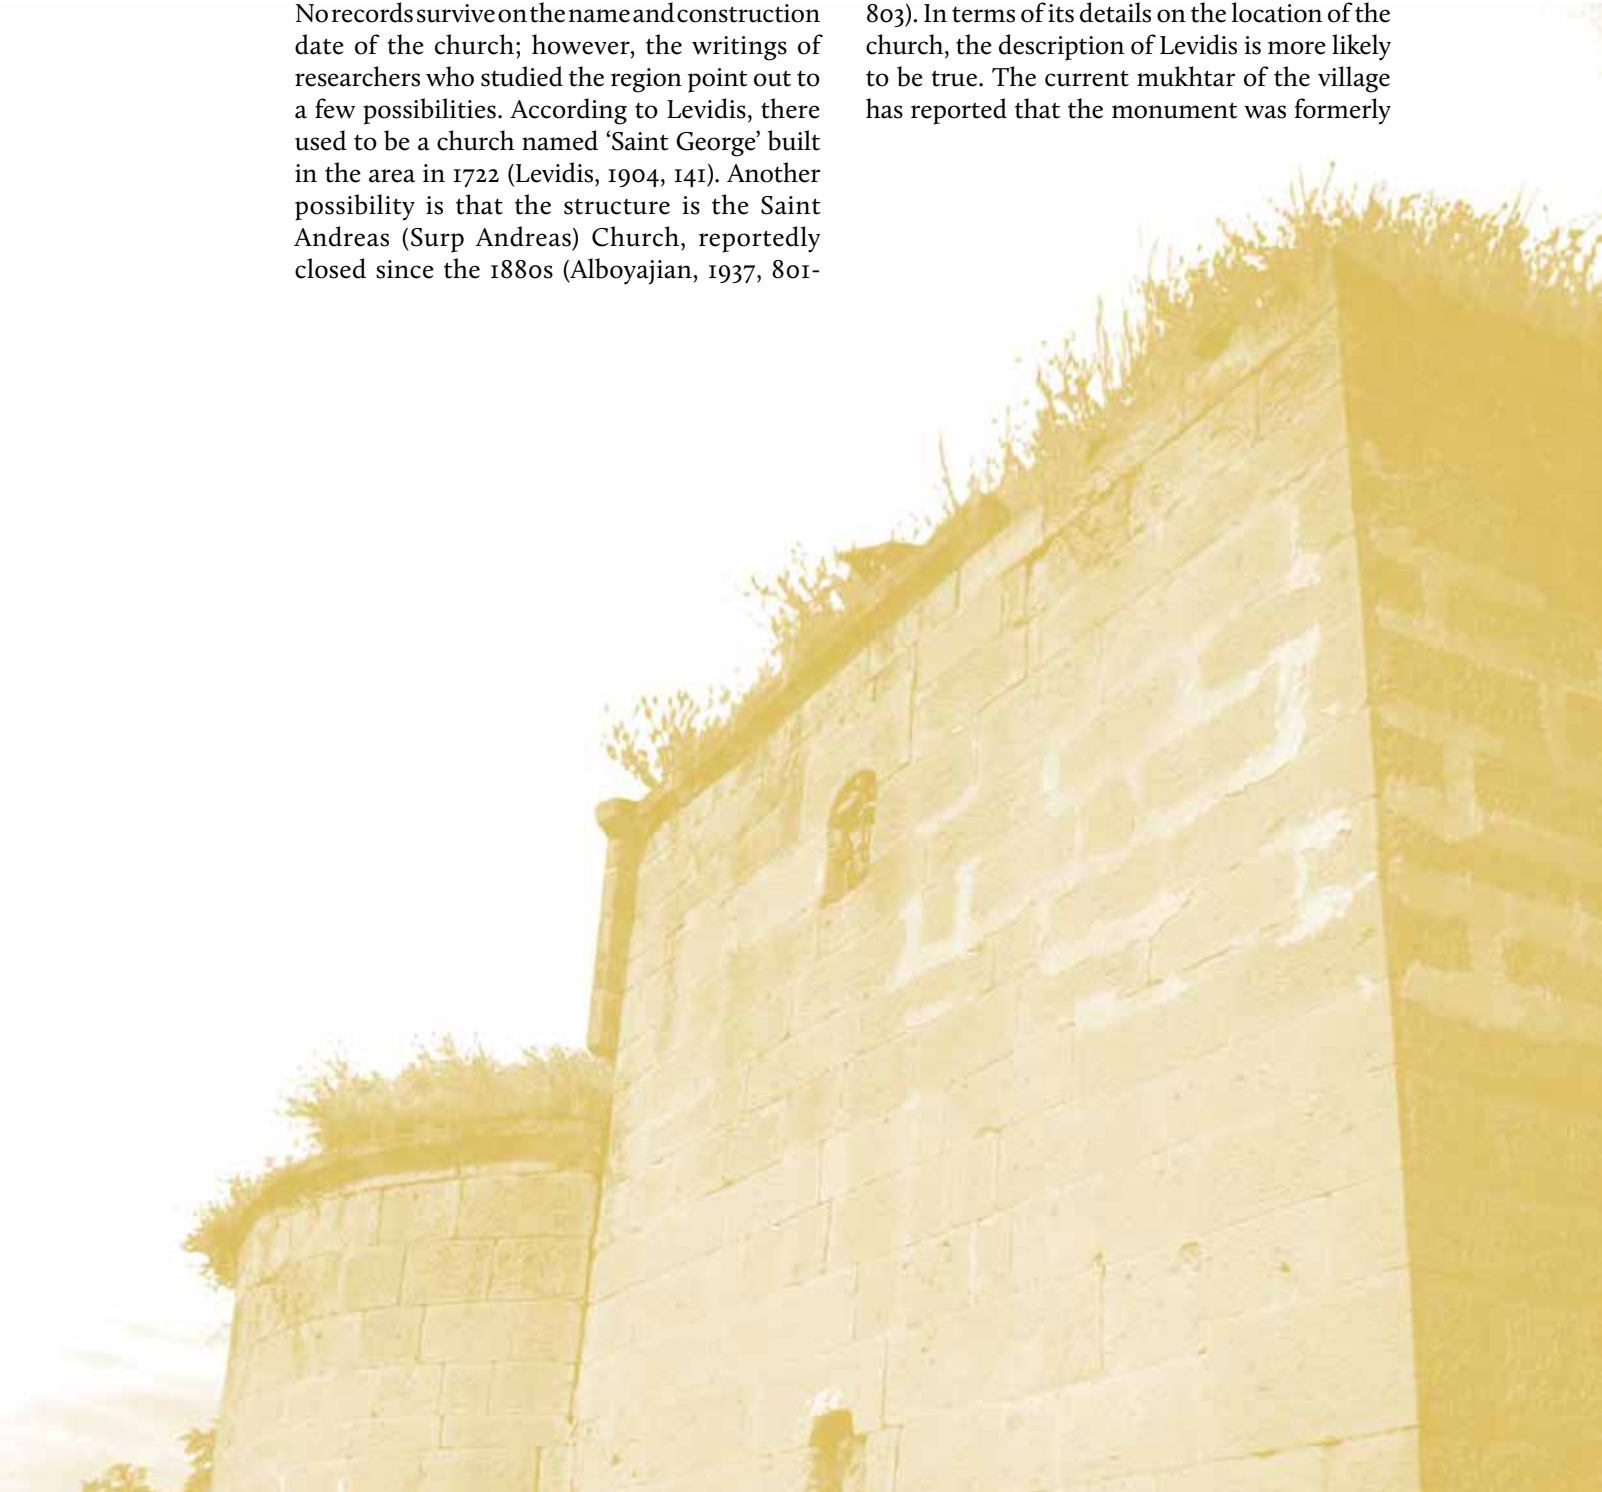 No records survive on the name and construction
date of the church; however, the writings of
researchers who studied the region point out to
a few possibilities. According to Levidis, there
used to be a church named ‘Saint George’ built
in the area in 1722 (Levidis, 1904, 141). Another
possibility is that the structure is the Saint
Andreas (Surp Andreas) Church, reportedly
closed since the 1880s (Alboyajian, 1937, 801-
803). In terms of its details on the location of the
church, the description of Levidis is more likely
to be true. The current mukhtar of the village
has reported that the monument was formerly